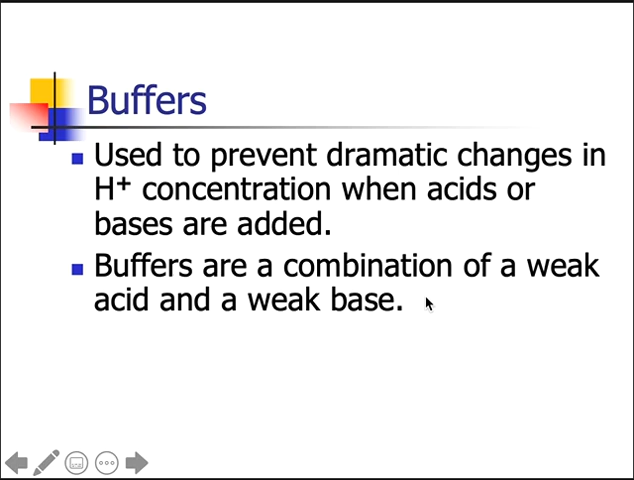 Buffers
Used to prevent dramatic changes in
H⁺ concentration when acids or
bases are added.
Buffers are a combination of a weak
acid and a weak base.